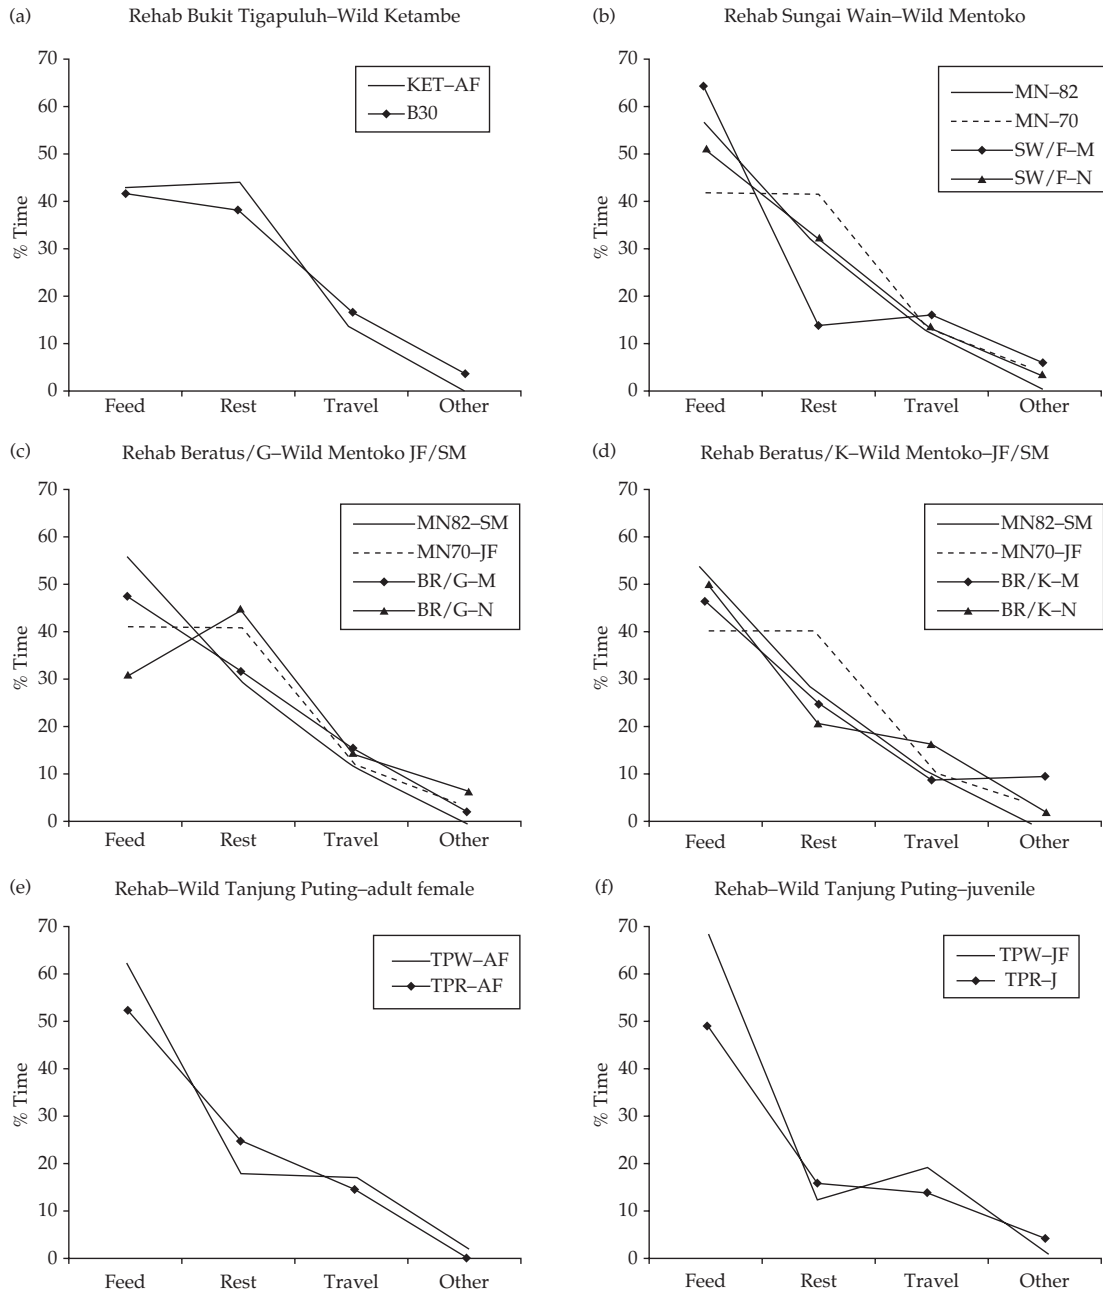 (a) Rehab Bukit Tigapuluh–Wild Ketambe
70
60
50
40
30
20
10
0
% Time
KET–AF
B30
Feed Rest Travel Other
(b) Rehab Sungai Wain–Wild Mentoko
70
60
50
40
30
20
10
0
% Time
MN–82
MN–70
SW/F–M
SW/F–N
Feed Rest Travel Other
(c) Rehab Beratus/G–Wild Mentoko JF/SM
70
60
50
40
30
20
10
0
% Time
MN82–SM
MN70–JF
BR/G–M
BR/G–N
Feed Rest Travel Other
(d) Rehab Beratus/K–Wild Mentoko–JF/SM
70
60
50
40
30
20
10
0
% Time
MN82–SM
MN70–JF
BR/K–M
BR/K–N
Feed Rest Travel Other
(e) Rehab–Wild Tanjung Puting–adult female
70
60
50
40
30
20
10
0
% Time
TPW–AF
TPR–AF
Feed Rest Travel Other
(f) Rehab–Wild Tanjung Puting–juvenile
70
60
50
40
30
20
10
0
% Time
TPW–JF
TPR–J
Feed Rest Travel Other